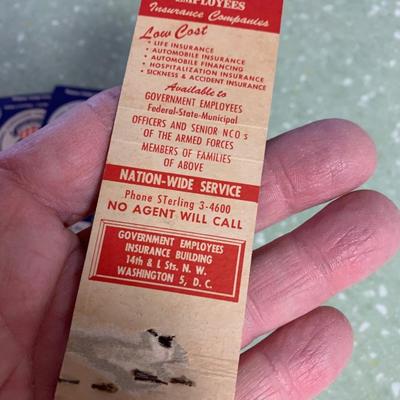 EMPLOYEES
Insurance Companies
Low Cost
• LIFE INSURANCE
• AUTOMOBILE INSURANCE
• AUTOMOBILE FINANCING
• HOSPITALIZATION INSURANCE
• SICKNESS & ACCIDENT INSURANCE
Available to
GOVERNMENT EMPLOYEES
Federal-State-Municipal
OFFICERS AND SENIOR NCO s
OF THE ARMED FORCES
MEMBERS OF FAMILIES
OF ABOVE
NATION-WIDE SERVICE
Phone STerling 3-4600
NO AGENT WILL CALL
GOVERNMENT EMPLOYEES
INSURANCE BUILDING
14th & L Sts. N. W.
WASHINGTON 5, D. C.